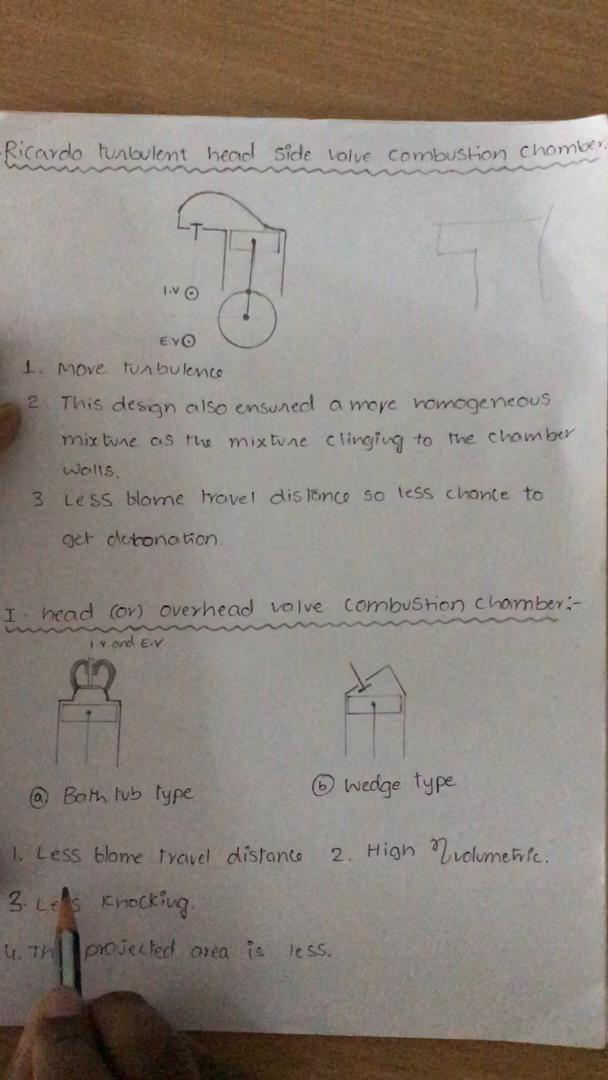 Ricardo turbulent head side valve combustion chamber.
I.V
E.V
1. More turbulence
2. This design also ensured a more homogeneous
mixture as the mixture clinging to the chamber
walls.
3. Less blame travel distance so less chance to
get detonation.
I - head (or) overhead valve combustion chamber:-
I.V and E.V
ⓐ Bath tub type
ⓑ Wedge type
1. Less blame travel distance 2. High η volumetric.
3. Less Knocking.
4. The projected area is less.